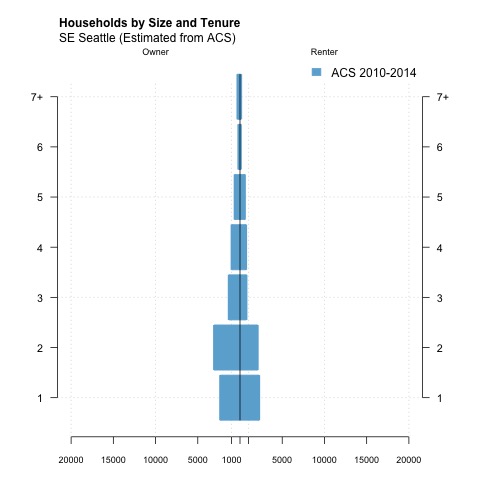 Households by Size and Tenure
SE Seattle (Estimated from ACS)
Owner Renter
ACS 2010-2014
7+ 7+
6 6
5 5
4 4
3 3
2 2
1 1
20000 15000 10000 5000 1000 5000 10000 15000 20000